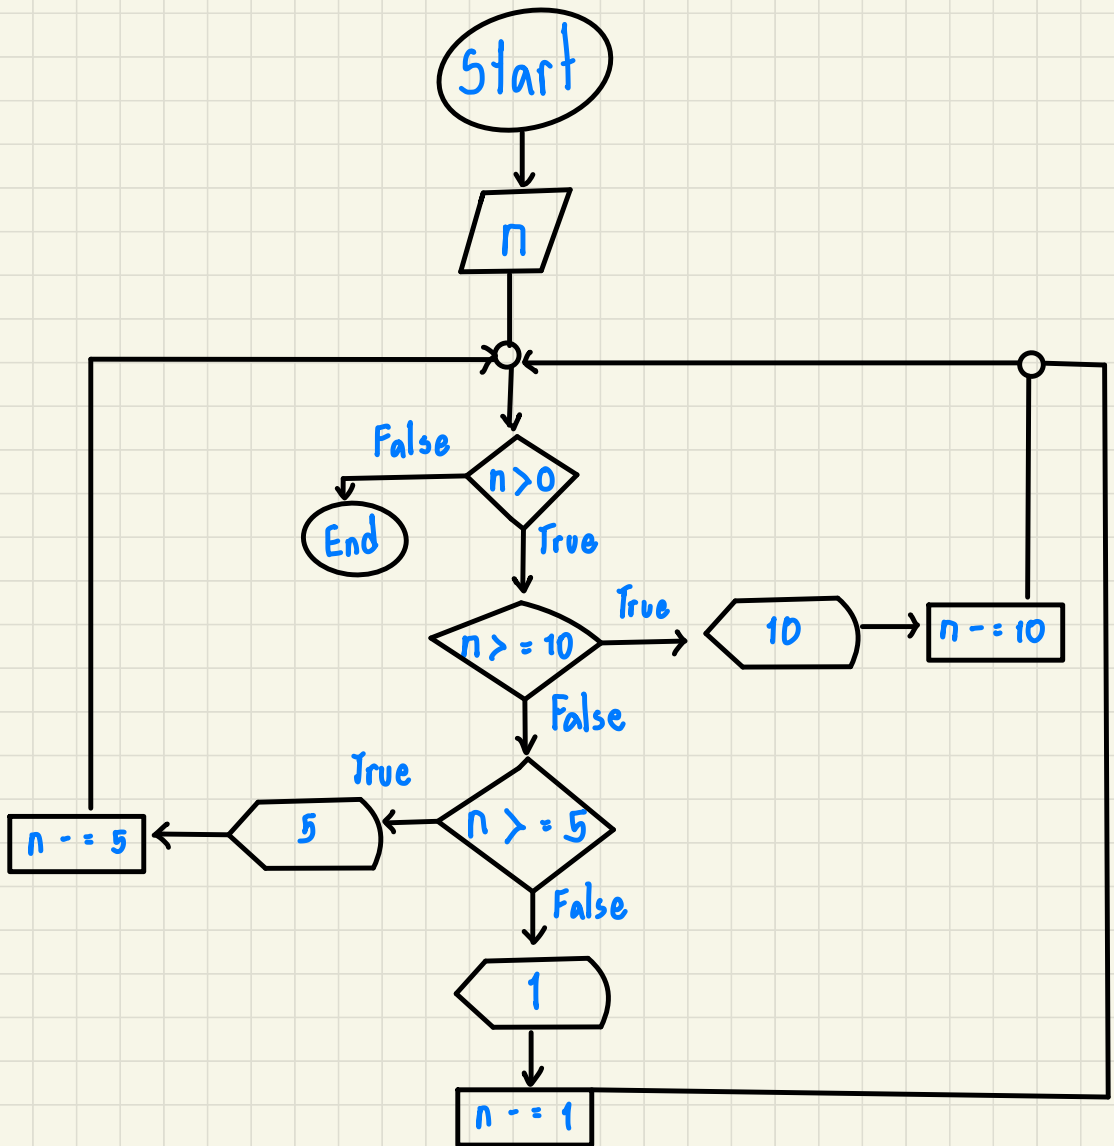 Start
n
False
n > 0
End
True
n > = 10
True
10
n - = 10
False
True
n > = 5
5
n - = 5
False
1
n - = 1